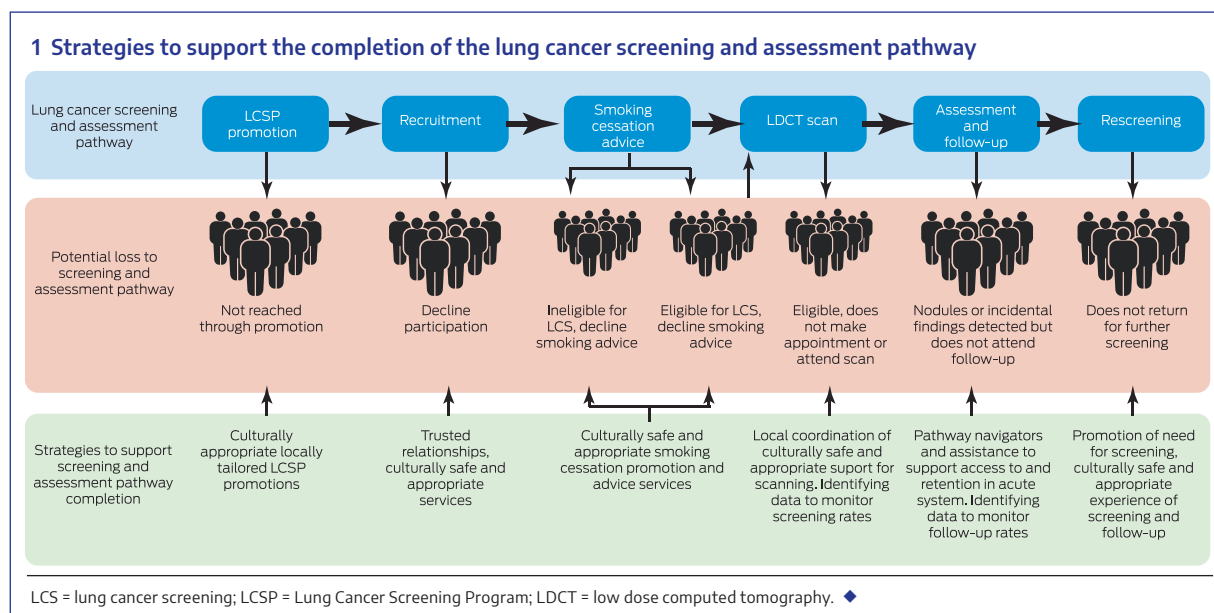 1 Strategies to support the completion of the lung cancer screening and assessment pathway
Lung cancer screening
and assessment
pathway
LCSP
promotion
Recruitment
Smoking
cessation
advice
LDCT scan
Assessment
and
follow-up
Rescreening
Potential loss to
screening and
assessment pathway
Not reached
through promotion
Decline
participation
Ineligible for
LCS, decline
smoking advice
Eligible for LCS,
decline smoking
advice
Eligible, does
not make
appointment or
attend scan
Nodules or incidental
findings detected but
does not attend
follow-up
Does not return
for further
screening
Strategies to support
screening and
assessment pathway
completion
Culturally
appropriate locally
tailored LCSP
promotions
Trusted
relationships,
culturally safe and
appropriate
services
Culturally safe and
appropriate smoking
cessation promotion and
advice services
Local coordination of
culturally safe and
appropriate suport for
scanning. Identifying
data to monitor
screening rates
Pathway navigators
and assistance to
support access to and
retention in acute
system. Identifying
data to monitor
follow-up rates
Promotion of need
for screening,
culturally safe and
appropriate
experience of
screening and
follow-up
LCS = lung cancer screening; LCSP = Lung Cancer Screening Program; LDCT = low dose computed tomography. ◆